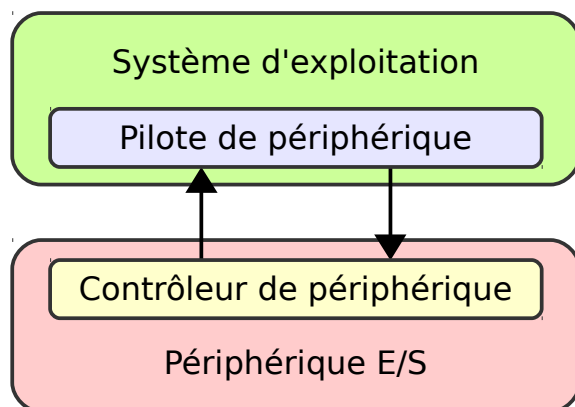 Système d'exploitation
Pilote de périphérique
Contrôleur de périphérique
Périphérique E/S